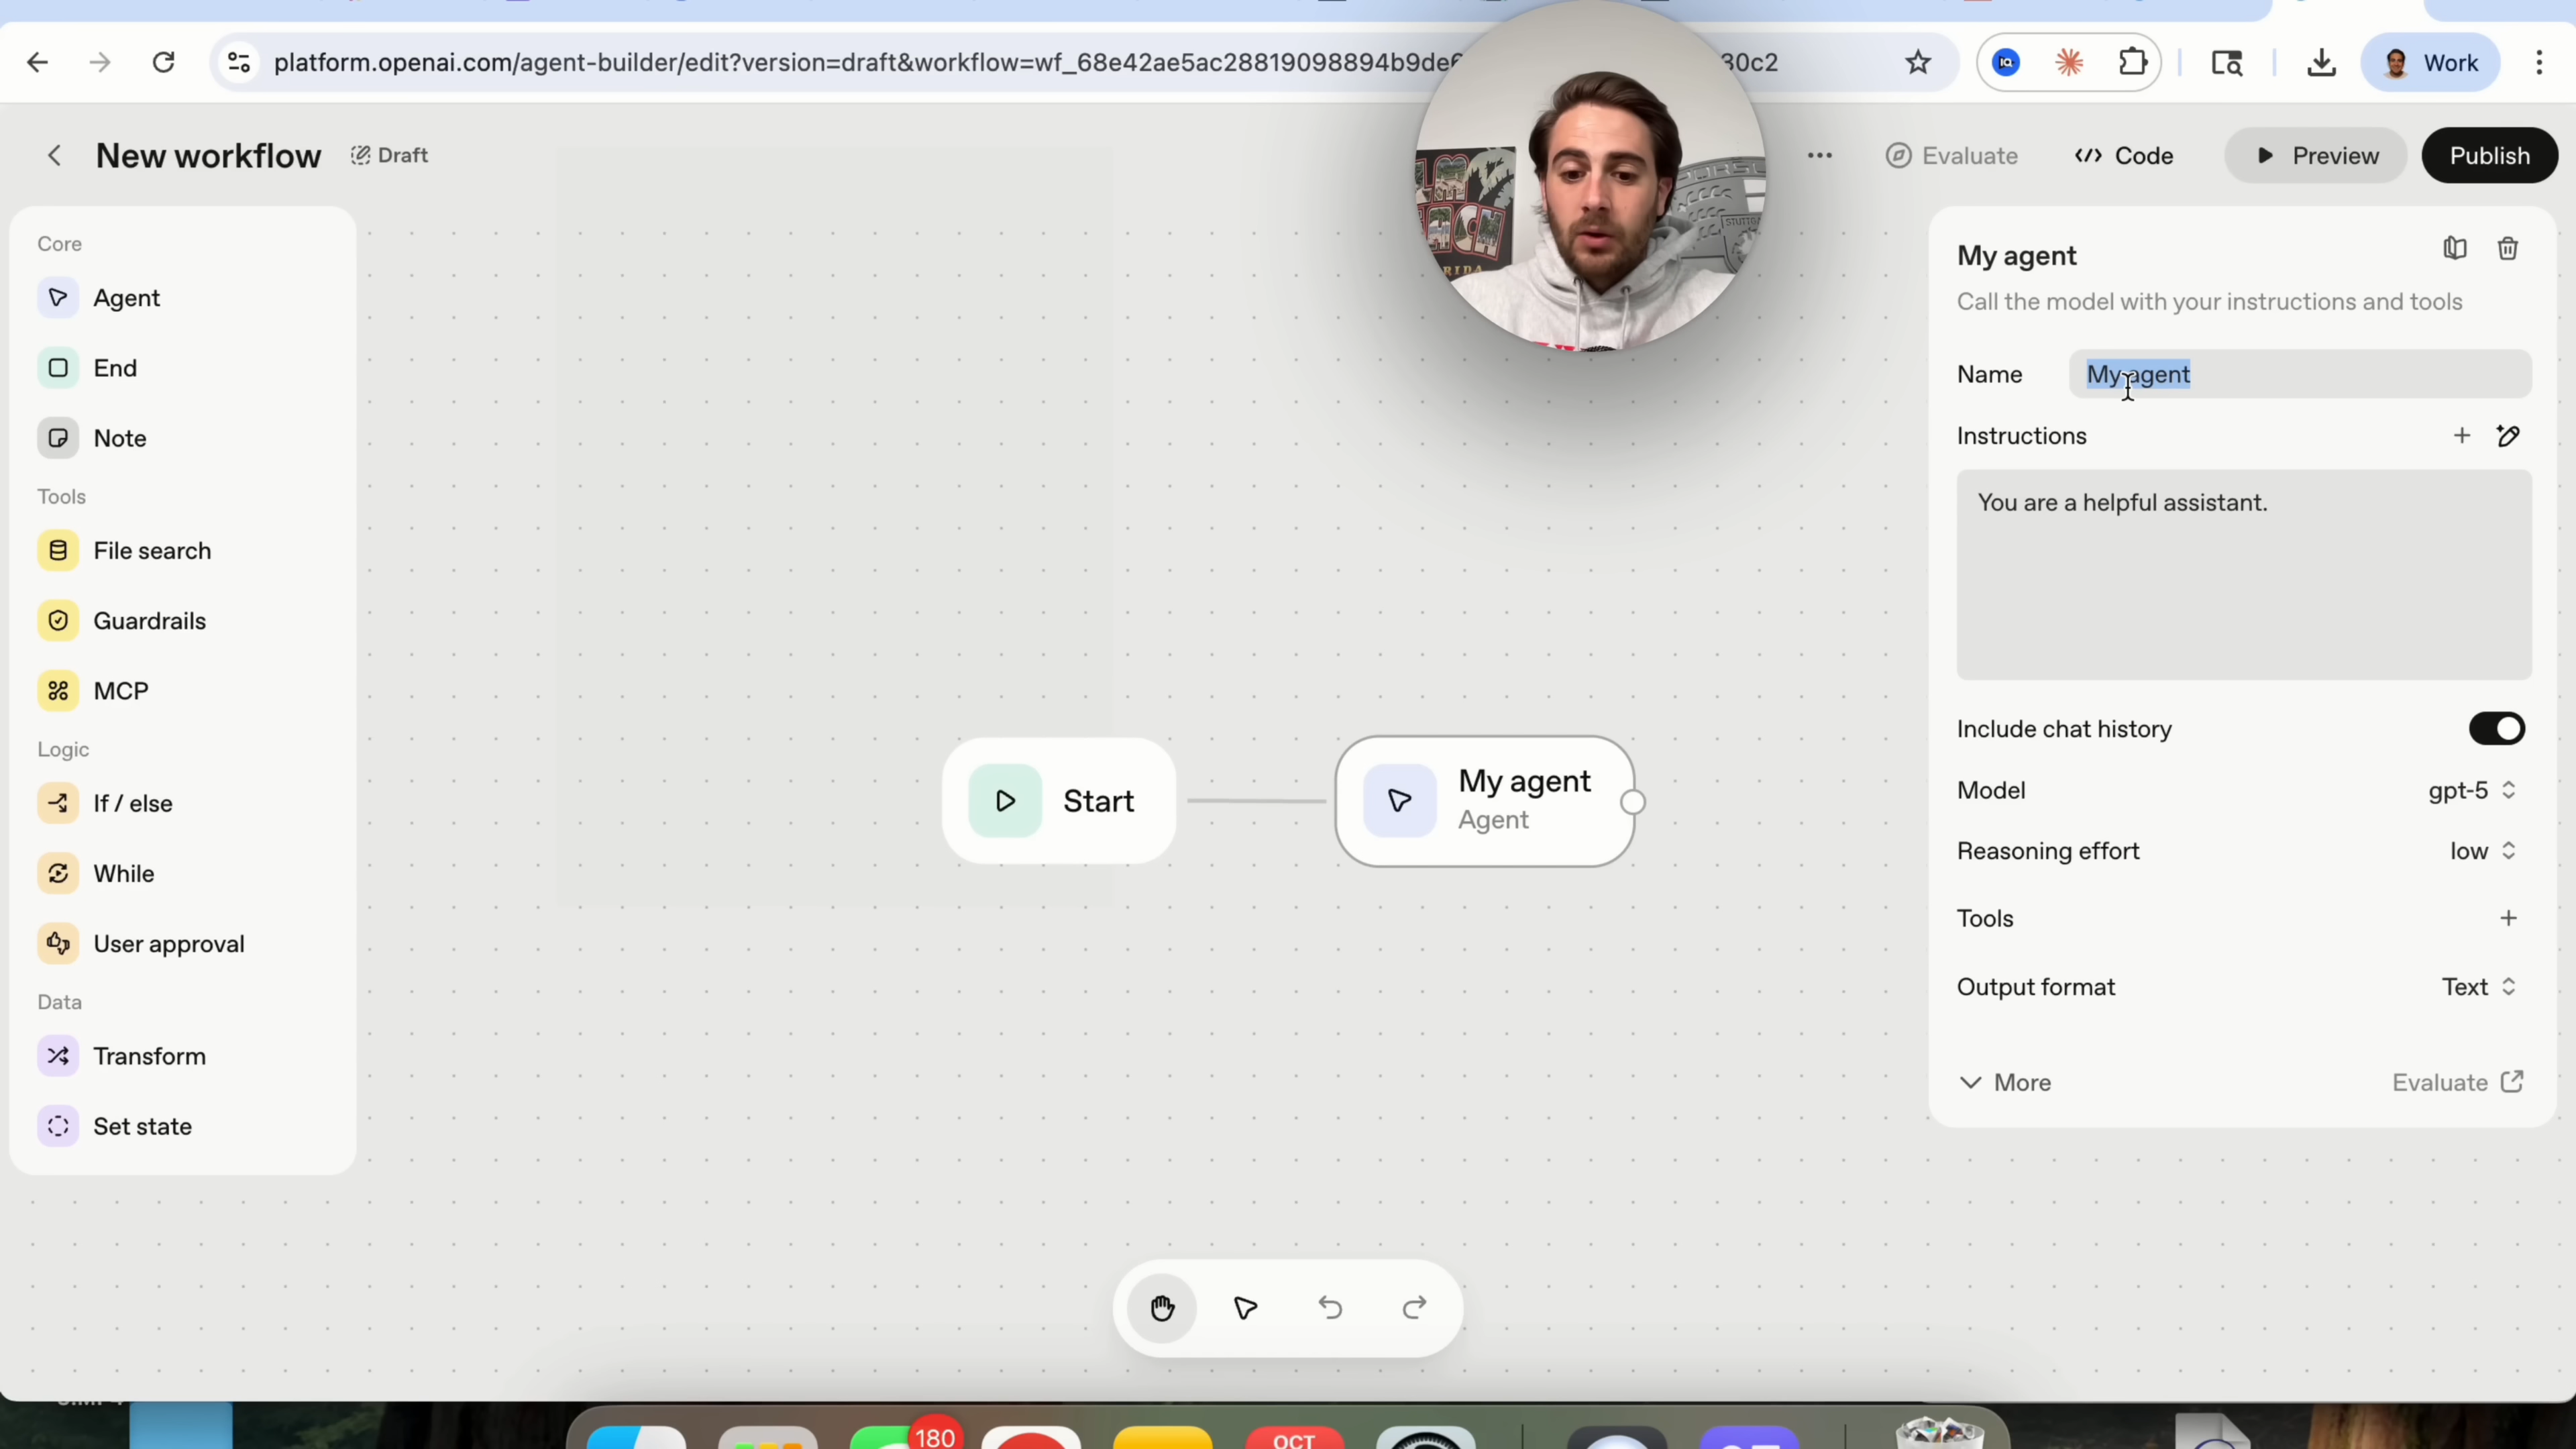 platform.openai.com/agent-builder/edit?version=draft&workflow=wf_68e42ae5ac28819098894b9de 30c2
Work
New workflow
Draft
Evaluate
Code
Preview
Publish
Core
Agent
End
Note
Tools
File search
Guardrails
MCP
Logic
If / else
While
User approval
Data
Transform
Set state
Start
My agent
Agent
My agent
Call the model with your instructions and tools
Name My agent
Instructions
You are a helpful assistant.
Include chat history
Model gpt-5
Reasoning effort low
Tools
Output format Text
More
Evaluate
180
OCT